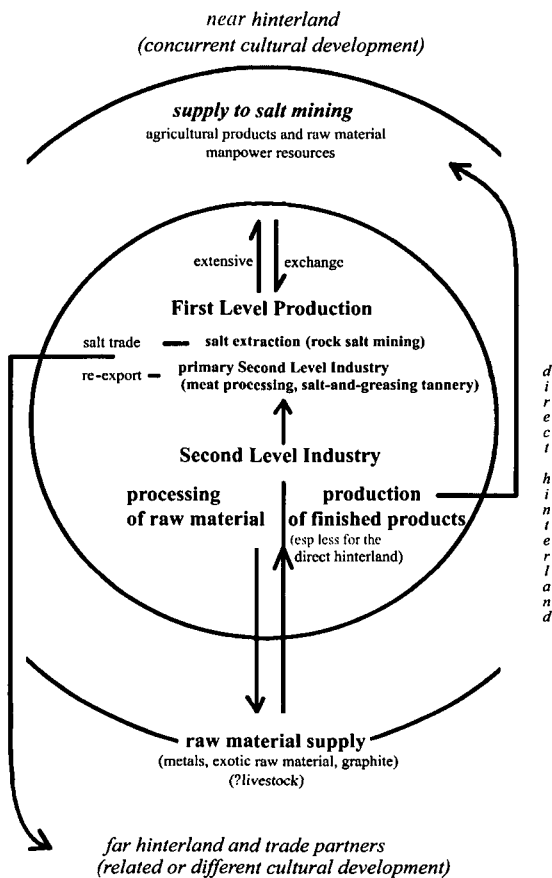 near hinterland
(concurrent cultural development)
supply to salt mining
agricultural products and raw material
manpower resources
extensive exchange
First Level Production
salt trade salt extraction (rock salt mining)
re-export primary Second Level Industry
(meat processing, salt-and-greasing tannery)
Second Level Industry
processing
of raw material
production
of finished products
(esp less for the
direct hinterland)
direct hinterland
raw material supply
(metals, exotic raw material, graphite)
(?livestock)
far hinterland and trade partners
(related or different cultural development)